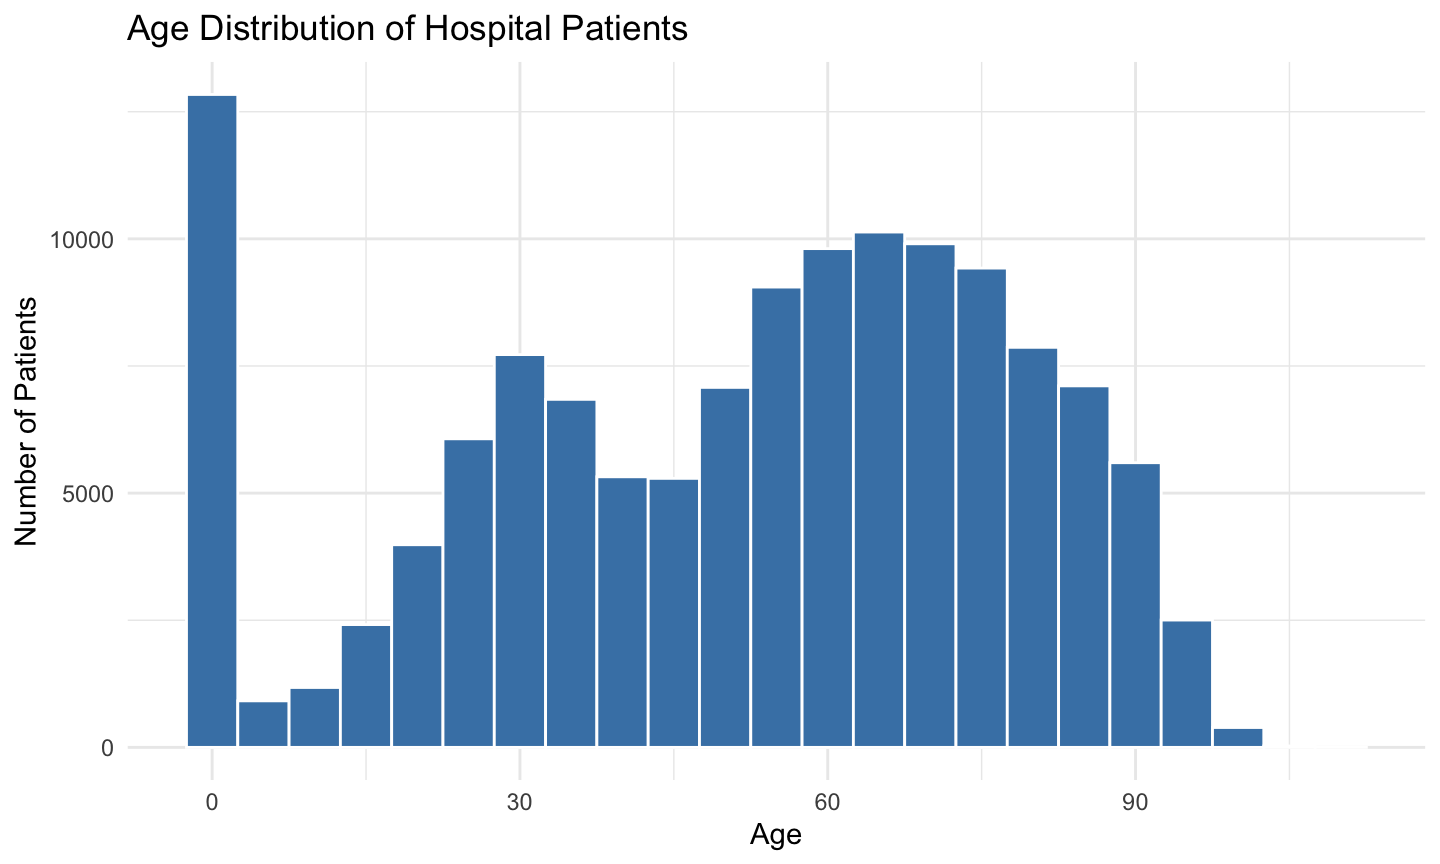 Age Distribution of Hospital Patients
Number of Patients
10000
5000
0
0 30 60 90
Age